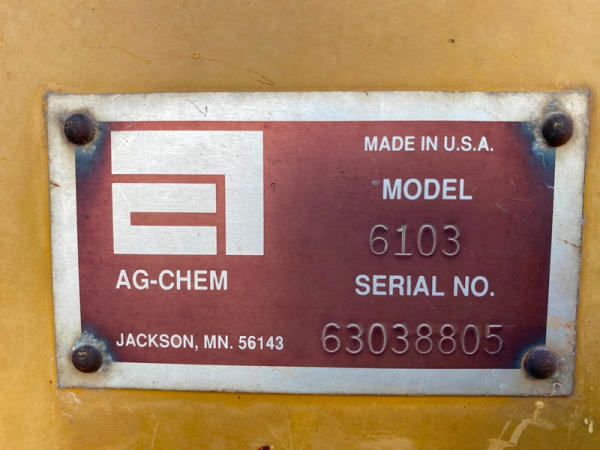 MADE IN U.S.A.
MODEL
6103
AG-CHEM
SERIAL NO.
JACKSON, MN. 56143
63038805